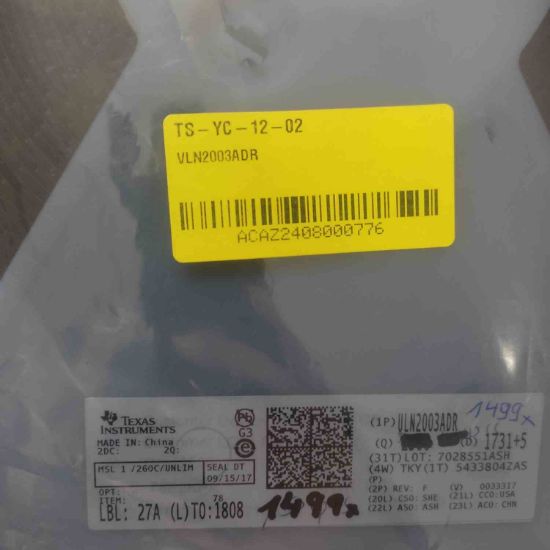 TS-YC-12-02
VLN2003ADR
ACAZ2408000776
TEXAS
INSTRUMENTS
MADE IN: China
2DC: 2Q:
G3
MSL 1 /260C/UNLIM
SEAL DT
09/15/17
OPT:
ITEM: 78
LBL: 27A (L)TO:1808
1499x
(1P) ULN2003ADR
1499x
(Q) (D) 1731+5
(31T)LOT: 7028551ASH
(4W) TKY(1T) 5433804ZAS
(P)
(2P) REV: F (V) 0033317
(20L) CSO: SHE (21L) CCO:USA
(22L) ASO: ASH (23L) ACO: CHN